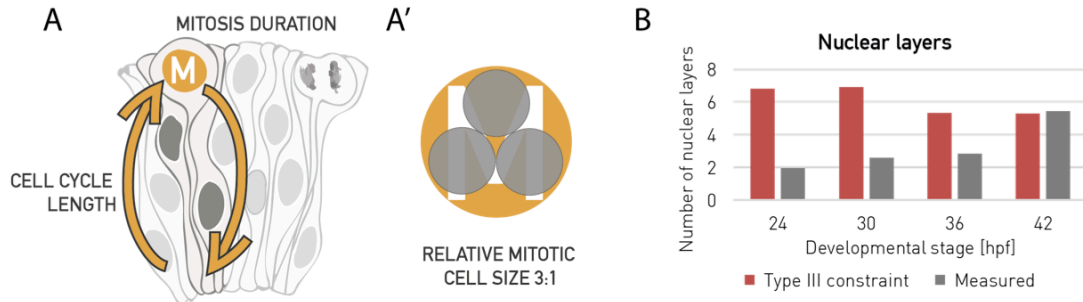 A
MITOSIS DURATION
M
CELL CYCLE
LENGTH
A'
M
RELATIVE MITOTIC
CELL SIZE 3:1
B
Nuclear layers
Number of nuclear layers
8
6
4
2
0
24 30 36 42
Developmental stage [hpf]
Type III constraint Measured